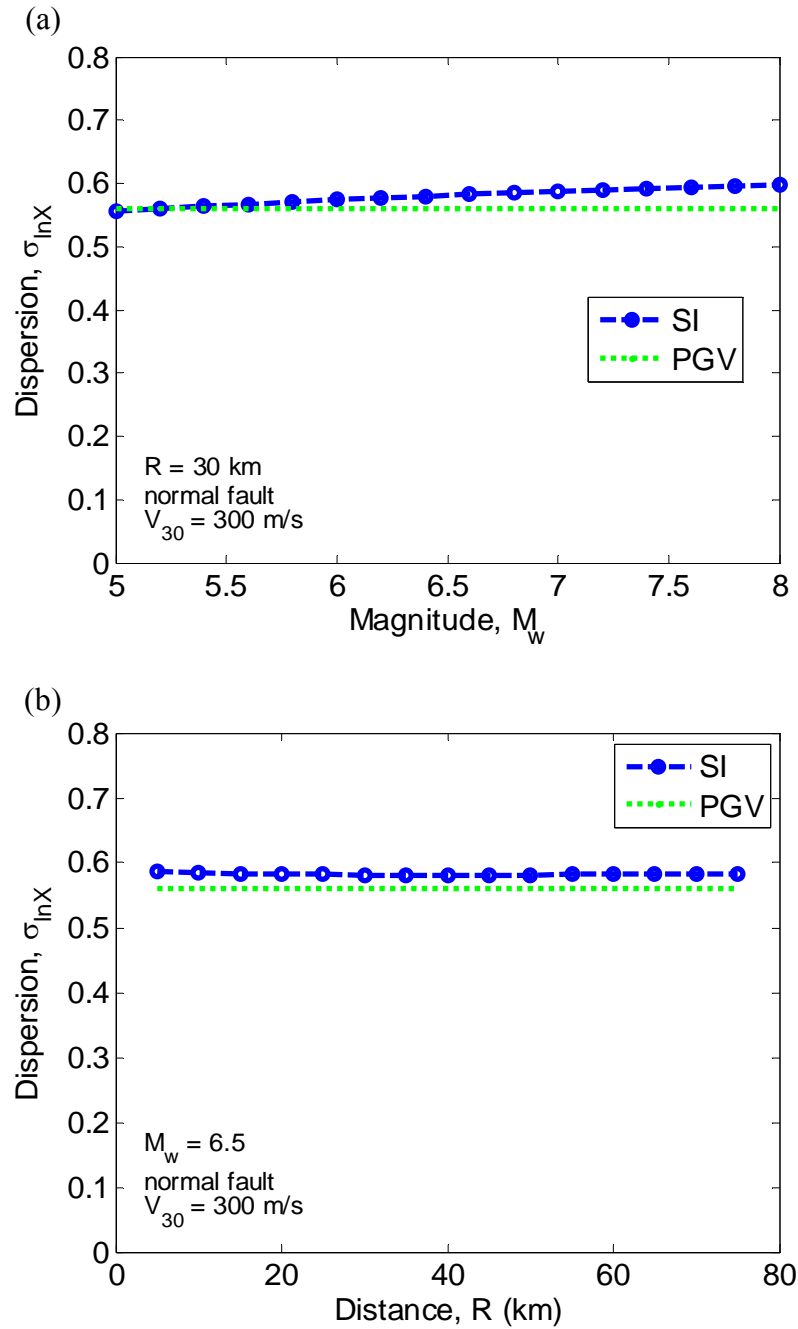 (a)
0.8
0.7
0.6
0.5
0.4
0.3
0.2
0.1
0
Dispersion, σlnX
SI
PGV
R = 30 km
normal fault
V30 = 300 m/s
5 5.5 6 6.5 7 7.5 8
Magnitude, Mw
(b)
0.8
0.7
0.6
0.5
0.4
0.3
0.2
0.1
0
Dispersion, σlnX
SI
PGV
Mw = 6.5
normal fault
V30 = 300 m/s
0 20 40 60 80
Distance, R (km)